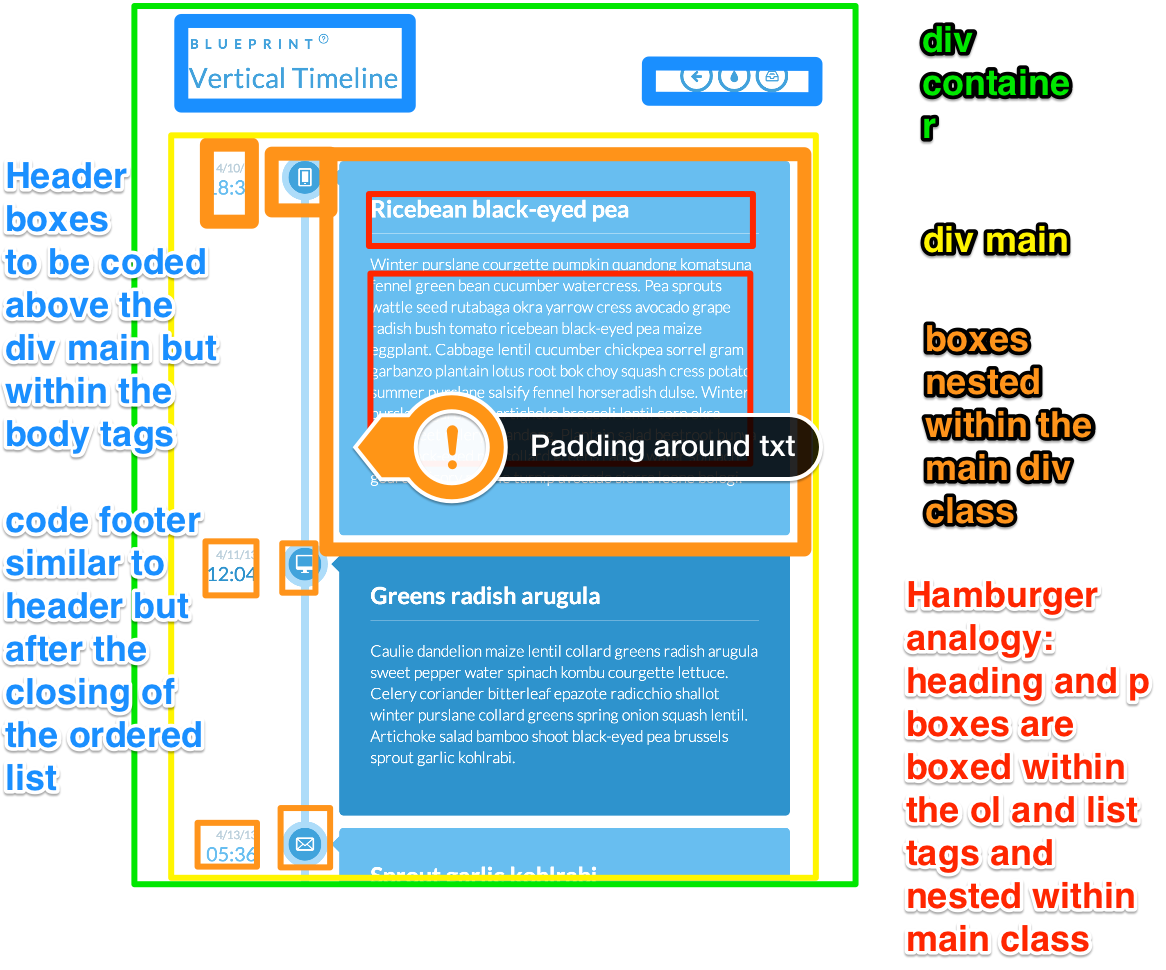 BLUEPRINT?
Vertical Timeline
div
containe
r
Header
boxes
to be coded
above the
div main but
within the
body tags
code footer
similar to
header but
after the
closing of
the ordered
list
div main
boxes
nested
within the
main div
class
Hamburger
analogy:
heading and p
boxes are
boxed within
the ol and list
tags and
nested within
main class
4/10/
18:3
Ricebean black-eyed pea
Winter purslane courgette pumpkin quandong komatsuna
fennel green bean cucumber watercress. Pea sprouts
wattle seed rutabaga okra yarrow cress avocado grape
radish bush tomato ricebean black-eyed pea maize
eggplant. Cabbage lentil cucumber chickpea sorrel gram
garbanzo plantain lotus root bok choy squash cress potato
summer purslane salsify fennel horseradish dulse. Winter
Padding around txt
4/11/13
12:04
Greens radish arugula
Caulie dandelion maize lentil collard greens radish arugula
sweet pepper water spinach kombu courgette lettuce.
Celery coriander bitterleaf epazote radicchio shallot
winter purslane collard greens spring onion squash lentil.
Artichoke salad bamboo shoot black-eyed pea brussels
sprout garlic kohlrabi.
4/13/13
05:36
Sprout garlic kohlrabi